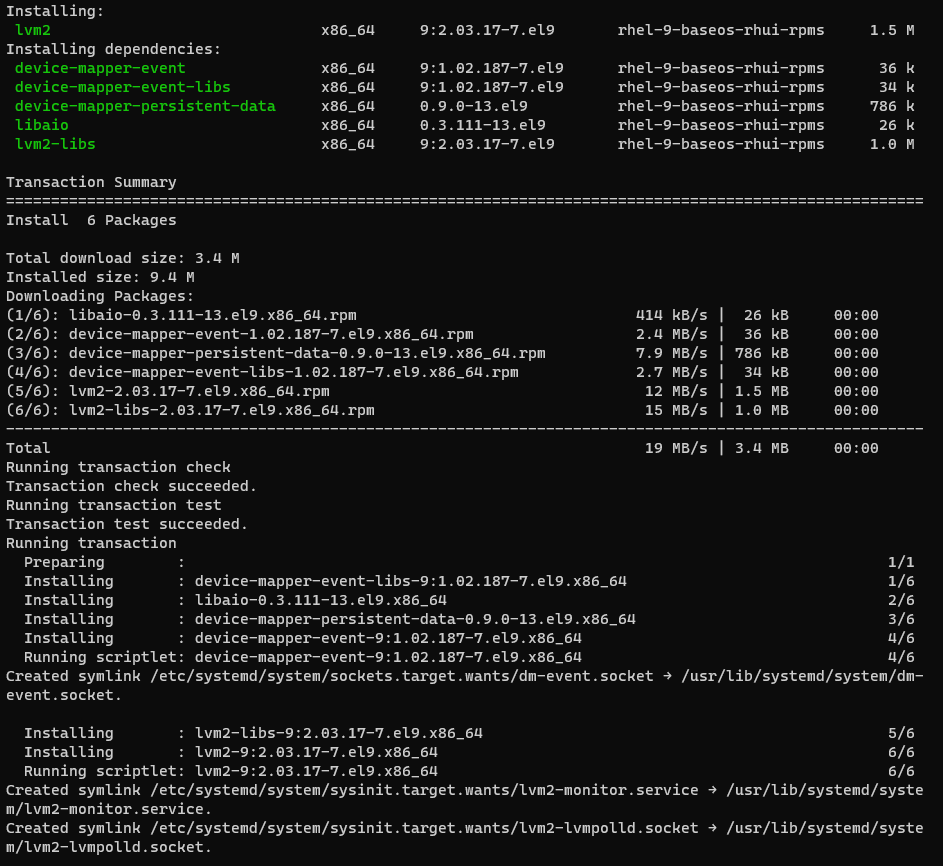 Installing:
 lvm2                              x86_64     9:2.03.17-7.el9       rhel-9-baseos-rhui-rpms     1.5 M
Installing dependencies:
 device-mapper-event               x86_64     9:1.02.187-7.el9      rhel-9-baseos-rhui-rpms      36 k
 device-mapper-event-libs          x86_64     9:1.02.187-7.el9      rhel-9-baseos-rhui-rpms      34 k
 device-mapper-persistent-data     x86_64     0.9.0-13.el9          rhel-9-baseos-rhui-rpms     786 k
 libaio                            x86_64     0.3.111-13.el9        rhel-9-baseos-rhui-rpms      26 k
 lvm2-libs                         x86_64     9:2.03.17-7.el9       rhel-9-baseos-rhui-rpms     1.0 M

Transaction Summary
======================================================================================================
Install  6 Packages

Total download size: 3.4 M
Installed size: 9.4 M
Downloading Packages:
(1/6): libaio-0.3.111-13.el9.x86_64.rpm                               414 kB/s |  26 kB     00:00
(2/6): device-mapper-event-1.02.187-7.el9.x86_64.rpm                  2.4 MB/s |  36 kB     00:00
(3/6): device-mapper-persistent-data-0.9.0-13.el9.x86_64.rpm          7.9 MB/s | 786 kB     00:00
(4/6): device-mapper-event-libs-1.02.187-7.el9.x86_64.rpm             2.7 MB/s |  34 kB     00:00
(5/6): lvm2-2.03.17-7.el9.x86_64.rpm                                   12 MB/s | 1.5 MB     00:00
(6/6): lvm2-libs-2.03.17-7.el9.x86_64.rpm                              15 MB/s | 1.0 MB     00:00
------------------------------------------------------------------------------------------------------
Total                                                                  19 MB/s | 3.4 MB     00:00
Running transaction check
Transaction check succeeded.
Running transaction test
Transaction test succeeded.
Running transaction
  Preparing        :                                                                              1/1
  Installing       : device-mapper-event-libs-9:1.02.187-7.el9.x86_64                             1/6
  Installing       : libaio-0.3.111-13.el9.x86_64                                                 2/6
  Installing       : device-mapper-persistent-data-0.9.0-13.el9.x86_64                            3/6
  Installing       : device-mapper-event-9:1.02.187-7.el9.x86_64                                  4/6
  Running scriptlet: device-mapper-event-9:1.02.187-7.el9.x86_64                                  4/6
Created symlink /etc/systemd/system/sockets.target.wants/dm-event.socket → /usr/lib/systemd/system/dm-
event.socket.

  Installing       : lvm2-libs-9:2.03.17-7.el9.x86_64                                             5/6
  Installing       : lvm2-9:2.03.17-7.el9.x86_64                                                  6/6
  Running scriptlet: lvm2-9:2.03.17-7.el9.x86_64                                                  6/6
Created symlink /etc/systemd/system/sysinit.target.wants/lvm2-monitor.service → /usr/lib/systemd/syste
m/lvm2-monitor.service.
Created symlink /etc/systemd/system/sysinit.target.wants/lvm2-lvmpolld.socket → /usr/lib/systemd/syste
m/lvm2-lvmpolld.socket.